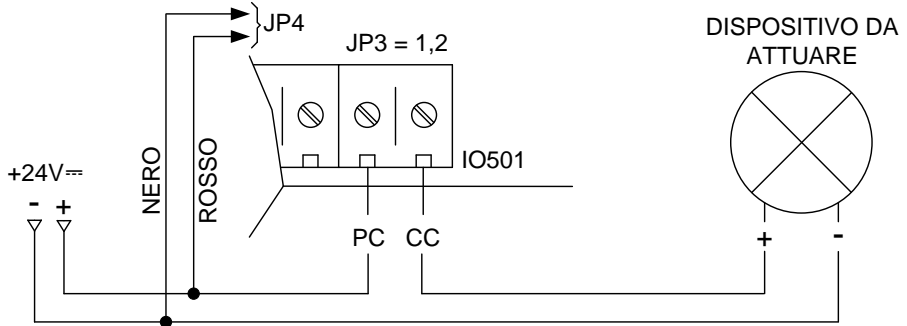 JP4
JP3 = 1,2
DISPOSITIVO DA
ATTUARE
NERO
ROSSO
IO501
+24V⎓
- +
PC CC
+ -